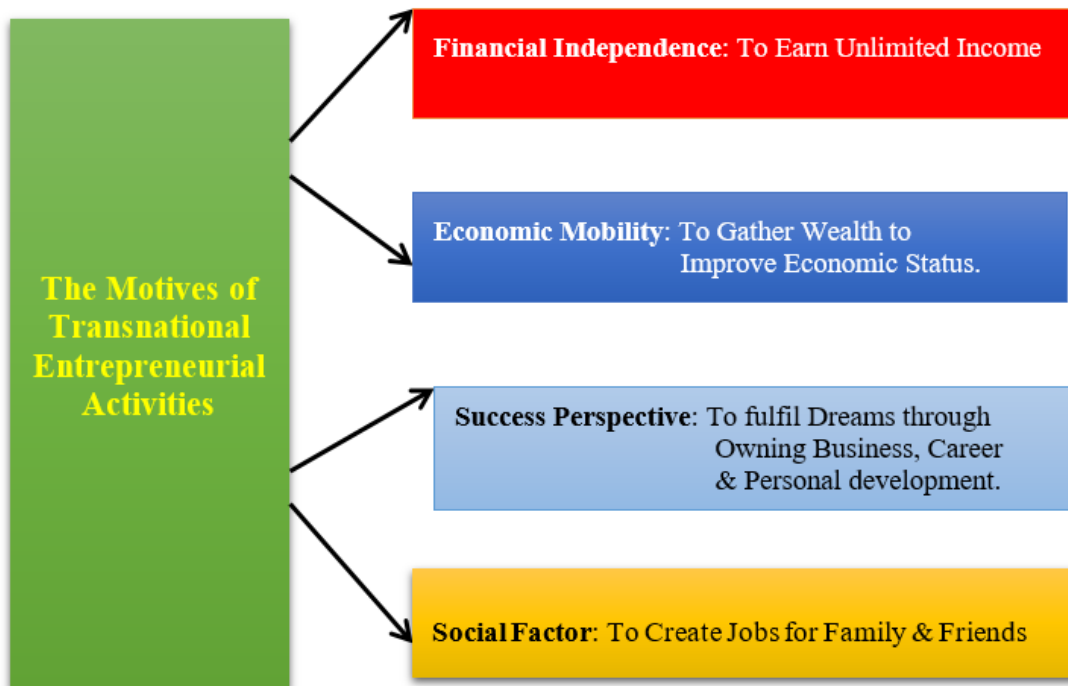 The Motives of
Transnational
Entrepreneurial
Activities
Financial Independence: To Earn Unlimited Income
Economic Mobility: To Gather Wealth to
Improve Economic Status.
Success Perspective: To fulfil Dreams through
Owning Business, Career
& Personal development.
Social Factor: To Create Jobs for Family & Friends